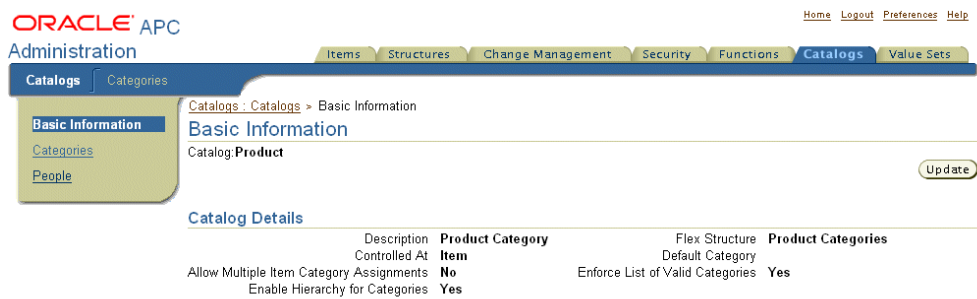 Home Logout Preferences Help
ORACLE' APC
Administration
Items Structures Change Management Security Functions Catalogs Value Sets
Catalogs Categories
Catalogs : Catalogs > Basic Information
Basic Information
Categories
People
Basic Information
Catalog:Product
Update
Catalog Details
Description Product Category Flex Structure Product Categories
Controlled At Item Default Category
Allow Multiple Item Category Assignments No Enforce List of Valid Categories Yes
Enable Hierarchy for Categories Yes